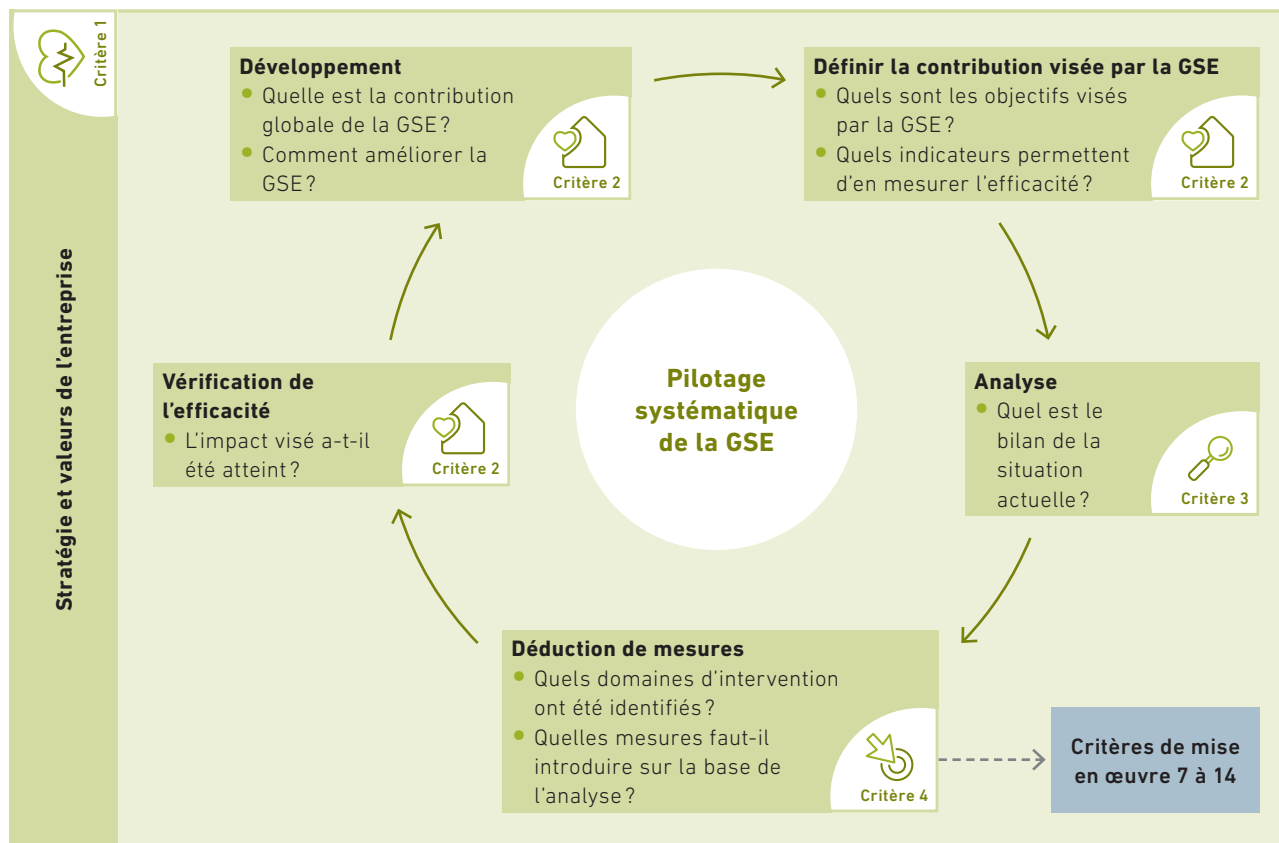 Critère 1
Stratégie et valeurs de l'entreprise
Développement
• Quelle est la contribution
globale de la GSE ?
• Comment améliorer la
GSE ?
Critère 2
Définir la contribution visée par la GSE
• Quels sont les objectifs visés
par la GSE ?
• Quels indicateurs permettent
d'en mesurer l'efficacité ?
Critère 2
Vérification de
l'efficacité
• L'impact visé a-t-il
été atteint ?
Critère 2
Pilotage
systématique
de la GSE
Analyse
• Quel est le
bilan de la
situation
actuelle ?
Critère 3
Déduction de mesures
• Quels domaines d'intervention
ont été identifiés ?
• Quelles mesures faut-il
introduire sur la base de
l'analyse ?
Critère 4
Critères de mise
en œuvre 7 à 14